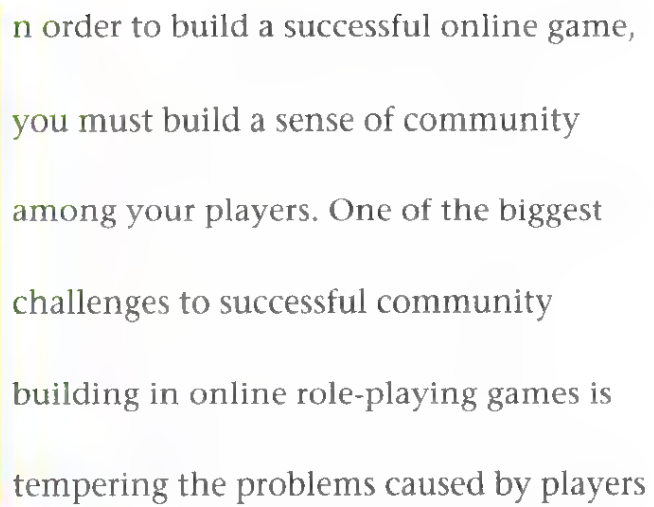 n order to build a successful online game,
you must build a sense of community
among your players. One of the biggest
challenges to successful community
building in online role-playing games is
tempering the problems caused by players